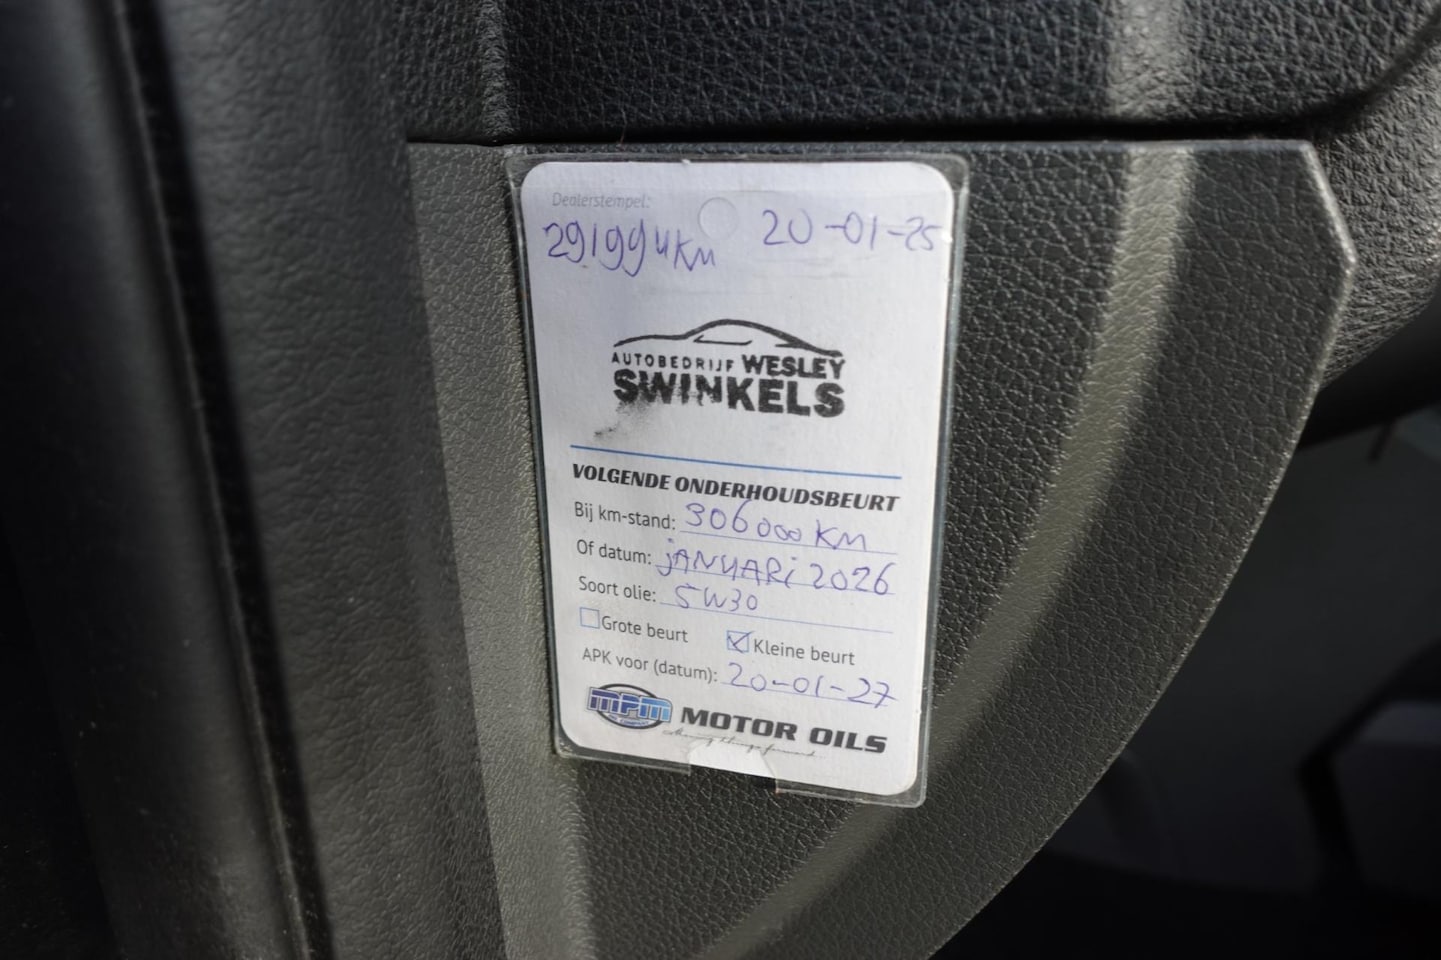 Dealerstempel:
291994km 20-01-25
AUTOBEDRIJF WESLEY
SWINKELS
VOLGENDE ONDERHOUDSBEURT
Bij km-stand: 306000 KM
Of datum: jANUARi 2026
Soort olie: 5W30
Grote beurt Kleine beurt
APK voor (datum): 20-01-27
MPM MOTOR OILS